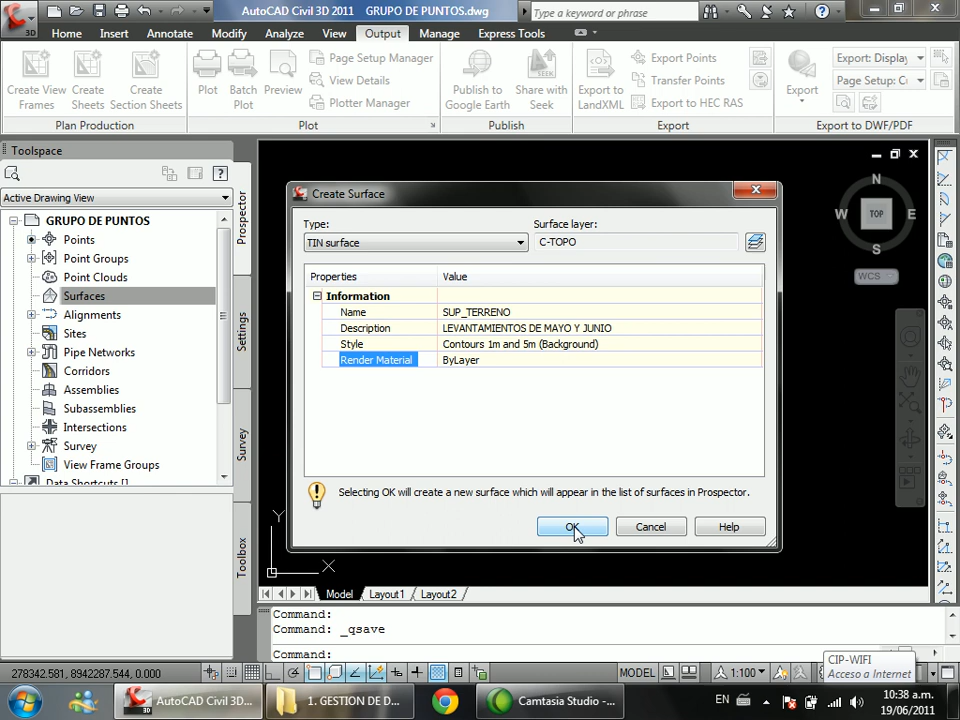 AutoCAD Civil 3D 2011 GRUPO DE PUNTOS.dwg
Type a keyword or phrase
3D
Home Insert Annotate Modify Analyze View Output Manage Express Tools
Create View Frames
Create Sheets
Create Section Sheets
Plan Production
Plot
Batch Plot
Preview
Page Setup Manager
View Details
Plotter Manager
Plot
Publish to Google Earth
Share with Seek
Publish
Export to LandXML
Export Points
Transfer Points
Export to HEC RAS
Export
Export
Export: Display
Page Setup: C
Export to DWF/PDF
Toolspace
Active Drawing View
GRUPO DE PUNTOS
Points
Point Groups
Point Clouds
Surfaces
Alignments
Sites
Pipe Networks
Corridors
Assemblies
Subassemblies
Intersections
Survey
View Frame Groups
Data Shortcuts []
Prospector
Settings
Survey
Toolbox
Create Surface
Type:
TIN surface
Surface layer:
C-TOPO
Properties Value
Information
Name SUP_TERRENO
Description LEVANTAMIENTOS DE MAYO Y JUNIO
Style Contours 1m and 5m (Background)
Render Material ByLayer
Selecting OK will create a new surface which will appear in the list of surfaces in Prospector.
OK Cancel Help
N
W TOP E
S
WCS
Y
X
Model Layout1 Layout2
Command:
Command: _qsave
Command:
278342.581, 8942287.544, 0.000
MODEL
1:100
CIP-WIFI
Acceso a Internet
AutoCAD Civil 3D...
1. GESTION DE D...
Camtasia Studio -...
EN
10:38 a.m.
19/06/2011